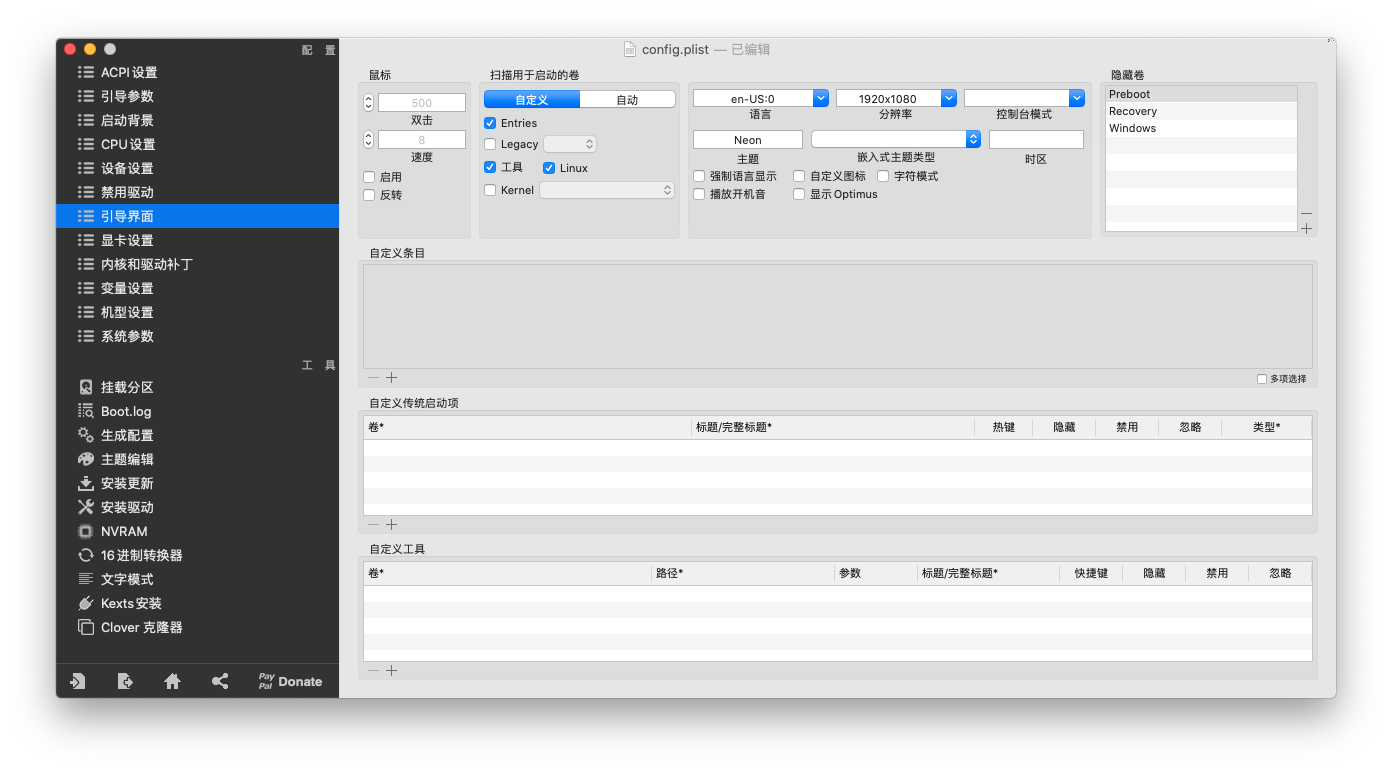 配 置
ACPI 设置
引导参数
启动背景
CPU 设置
设备设置
禁用驱动
引导界面
显卡设置
内核和驱动补丁
变量设置
机型设置
系统参数
工 具
挂载分区
Boot.log
生成配置
主题编辑
安装更新
安装驱动
NVRAM
16 进制转换器
文字模式
Kexts 安装
Clover 克隆器
Pay Pal Donate
config.plist — 已编辑
鼠标
500
双击
8
速度
启用
反转
扫描用于启动的卷
自定义 自动
Entries
Legacy
工具 Linux
Kernel
en-US:0 1920x1080
语言 分辨率 控制台模式
Neon
主题 嵌入式主题类型 时区
强制语言显示 自定义图标 字符模式
播放开机音 显示 Optimus
隐藏卷
Preboot
Recovery
Windows
自定义条目
多项选择
自定义传统启动项
卷* 标题/完整标题* 热键 隐藏 禁用 忽略 类型*
自定义工具
卷* 路径* 参数 标题/完整标题* 快捷键 隐藏 禁用 忽略